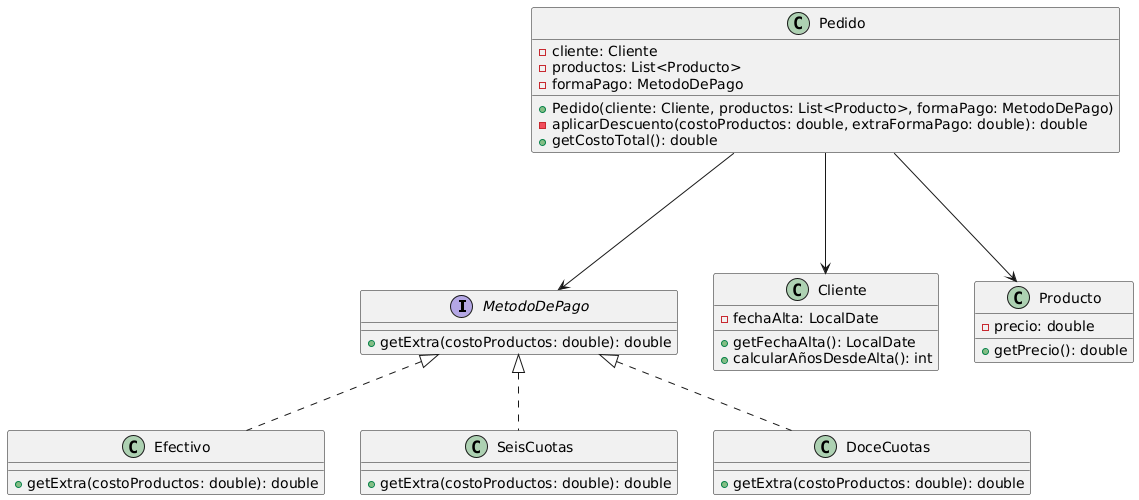 C Pedido
cliente: Cliente
productos: List<Producto>
formaPago: MetodoDePago
Pedido(cliente: Cliente, productos: List<Producto>, formaPago: MetodoDePago)
aplicarDescuento(costoProductos: double, extraFormaPago: double): double
getCostoTotal(): double
I MetodoDePago
getExtra(costoProductos: double): double
C Cliente
fechaAlta: LocalDate
getFechaAlta(): LocalDate
calcularAñosDesdeAlta(): int
C Producto
precio: double
getPrecio(): double
C Efectivo
getExtra(costoProductos: double): double
C SeisCuotas
getExtra(costoProductos: double): double
C DoceCuotas
getExtra(costoProductos: double): double